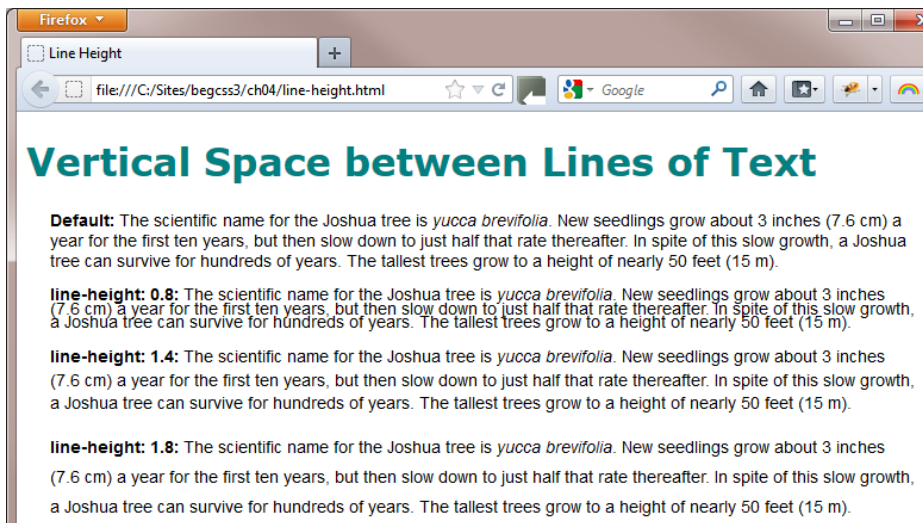 Firefox
Line Height
file:///C:/Sites/begcss3/ch04/line-height.html
Google
Vertical Space between Lines of Text
Default: The scientific name for the Joshua tree is yucca brevifolia. New seedlings grow about 3 inches (7.6 cm) a
year for the first ten years, but then slow down to just half that rate thereafter. In spite of this slow growth, a Joshua
tree can survive for hundreds of years. The tallest trees grow to a height of nearly 50 feet (15 m).
line-height: 0.8: The scientific name for the Joshua tree is yucca brevifolia. New seedlings grow about 3 inches
(7.6 cm) a year for the first ten years, but then slow down to just half that rate thereafter. In spite of this slow growth,
a Joshua tree can survive for hundreds of years. The tallest trees grow to a height of nearly 50 feet (15 m).
line-height: 1.4: The scientific name for the Joshua tree is yucca brevifolia. New seedlings grow about 3 inches
(7.6 cm) a year for the first ten years, but then slow down to just half that rate thereafter. In spite of this slow growth,
a Joshua tree can survive for hundreds of years. The tallest trees grow to a height of nearly 50 feet (15 m).
line-height: 1.8: The scientific name for the Joshua tree is yucca brevifolia. New seedlings grow about 3 inches
(7.6 cm) a year for the first ten years, but then slow down to just half that rate thereafter. In spite of this slow growth,
a Joshua tree can survive for hundreds of years. The tallest trees grow to a height of nearly 50 feet (15 m).